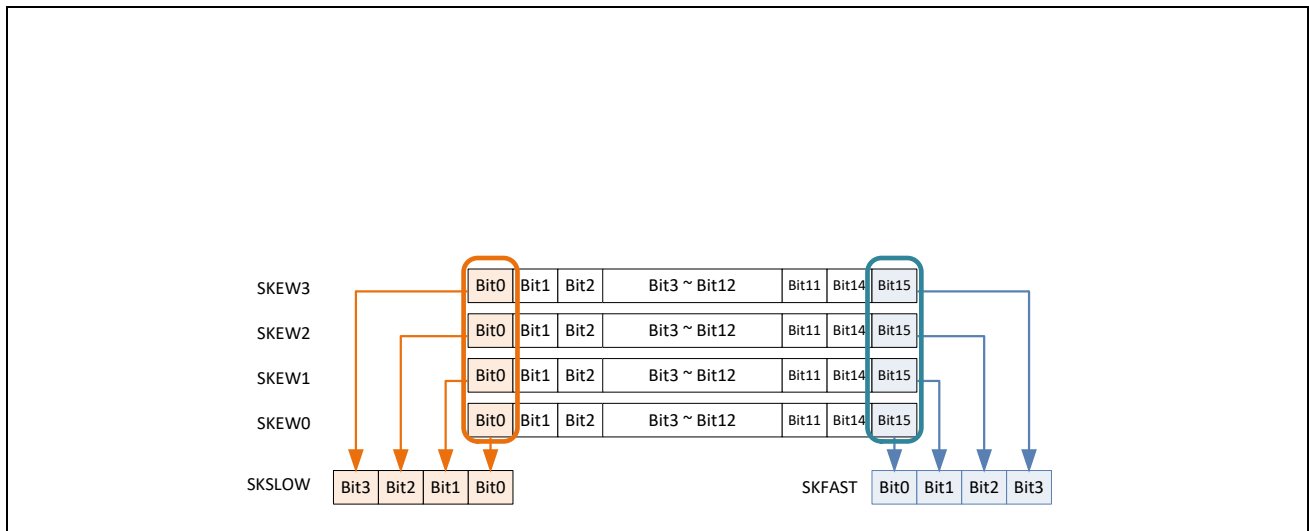 SKEW3 Bit0 Bit1 Bit2 Bit3 ~ Bit12 Bit11 Bit14 Bit15
SKEW2 Bit0 Bit1 Bit2 Bit3 ~ Bit12 Bit11 Bit14 Bit15
SKEW1 Bit0 Bit1 Bit2 Bit3 ~ Bit12 Bit11 Bit14 Bit15
SKEW0 Bit0 Bit1 Bit2 Bit3 ~ Bit12 Bit11 Bit14 Bit15
SKSLOW Bit3 Bit2 Bit1 Bit0 SKFAST Bit0 Bit1 Bit2 Bit3